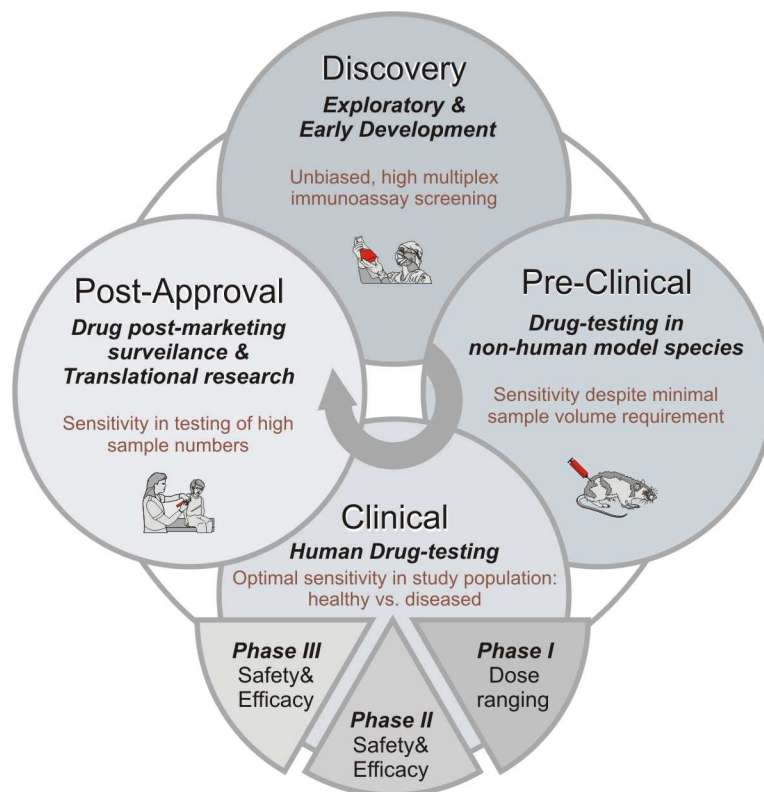 Discovery
Exploratory &
Early Development
Unbiased, high multiplex
immunoassay screening
Pre-Clinical
Drug-testing in
non-human model species
Sensitivity despite minimal
sample volume requirement
Post-Approval
Drug post-marketing
surveilance &
Translational research
Sensitivity in testing of high
sample numbers
Clinical
Human Drug-testing
Optimal sensitivity in study population:
healthy vs. diseased
Phase III
Safety&
Efficacy
Phase II
Safety&
Efficacy
Phase I
Dose
ranging